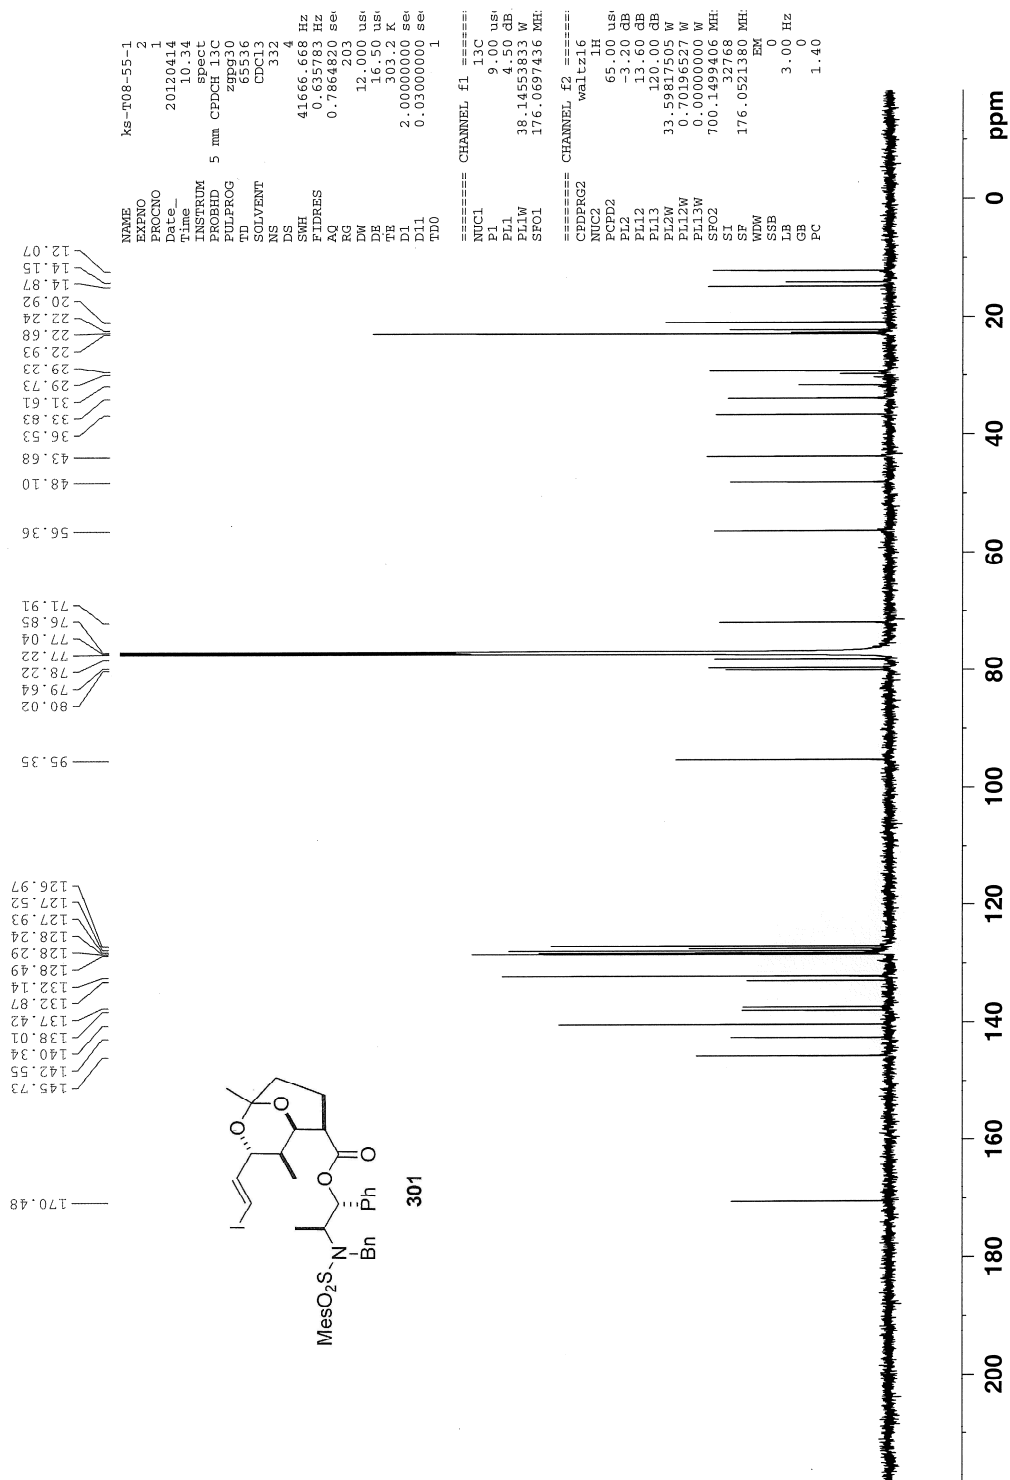 170.48
145.73
142.55
140.34
138.01
137.42
132.87
132.14
128.49
128.29
128.24
127.93
127.52
126.97
95.35
80.02
79.64
78.22
77.22
77.04
76.85
71.91
56.36
48.10
43.68
36.53
33.83
31.61
29.73
29.23
22.93
22.68
22.24
20.92
14.87
14.15
12.07
NAME ks-T08-55-1
EXPNO 2
PROCNO 1
Date_ 20120414
Time 10.34
INSTRUM spect
PROBHD 5 mm CPDCH 13C
PULPROG zgpg30
TD 65536
SOLVENT CDCl3
NS 332
DS 4
SWH 41666.668 Hz
FIDRES 0.635783 Hz
AQ 0.7864820 se
RG 203
DW 12.000 us
DE 16.50 us
TE 303.2 K
D1 2.00000000 se
D11 0.03000000 se
TD0 1
======== CHANNEL f1 ======
NUC1 13C
P1 9.00 us
PL1 4.50 dB
PL1W 38.14553833 W
SFO1 176.0697436 MH
======== CHANNEL f2 ======
CPDPRG2 waltz16
NUC2 1H
PCPD2 65.00 us
PL2 -3.20 dB
PL12 13.60 dB
PL13 120.00 dB
PL2W 33.59817505 W
PL12W 0.70196527 W
PL13W 0.00000000 W
SFO2 700.1499406 MH
SI 32768
SF 176.0521380 MH
WDW EM
SSB 0
LB 3.00 Hz
GB 0
PC 1.40
I
O
O
O
O
Ph
MesO2S
N
Bn
301
200 180 160 140 120 100 80 60 40 20 0 ppm